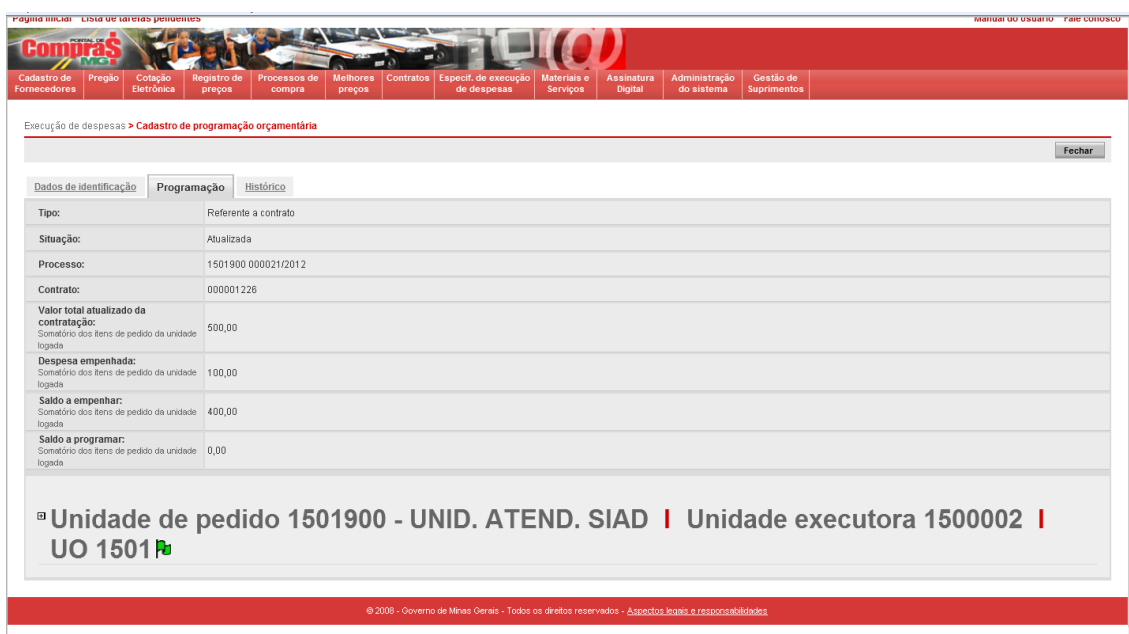 Página inicial Lista de tarefas pendentes Manual do usuário Fale conosco
PORTAL DE
Compras
MG
Cadastro de Fornecedores Pregão Cotação Eletrônica Registro de preços Processos de compra Melhores preços Contratos Especif. de execução de despesas Materiais e Serviços Assinatura Digital Administração do sistema Gestão de Suprimentos
Execução de despesas > Cadastro de programação orçamentária
Fechar
Dados de identificação Programação Histórico
Tipo: Referente a contrato
Situação: Atualizada
Processo: 1501900 000021/2012
Contrato: 000001226
Valor total atualizado da
contratação:
Somatório dos itens de pedido da unidade
logada
500,00
Despesa empenhada:
Somatório dos itens de pedido da unidade
logada
100,00
Saldo a empenhar:
Somatório dos itens de pedido da unidade
logada
400,00
Saldo a programar:
Somatório dos itens de pedido da unidade
logada
0,00
Unidade de pedido 1501900 - UNID. ATEND. SIAD | Unidade executora 1500002 |
UO 1501
© 2008 - Governo de Minas Gerais - Todos os direitos reservados - Aspectos legais e responsabilidades